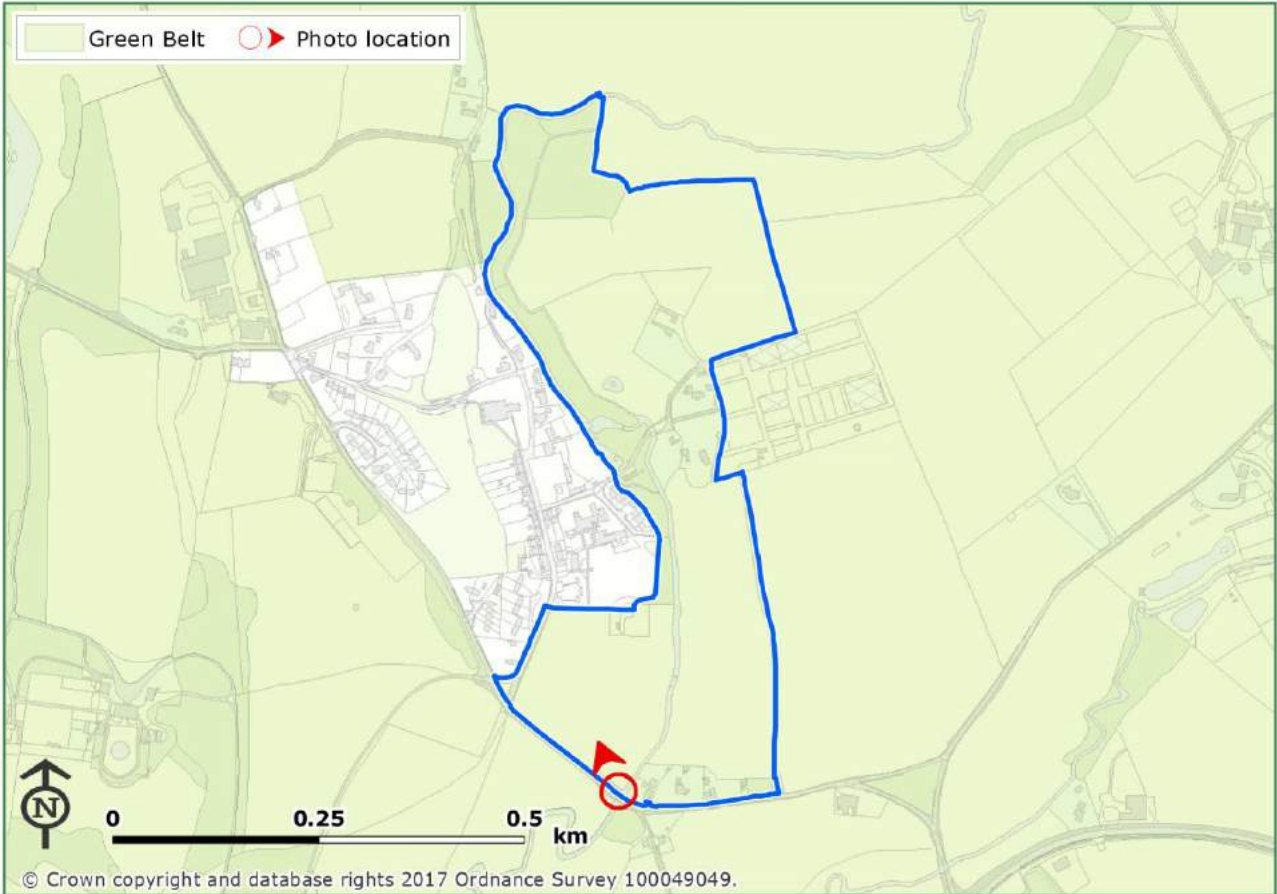 Green Belt Photo location
N
0 0.25 0.5
km
© Crown copyright and database rights 2017 Ordnance Survey 100049049.